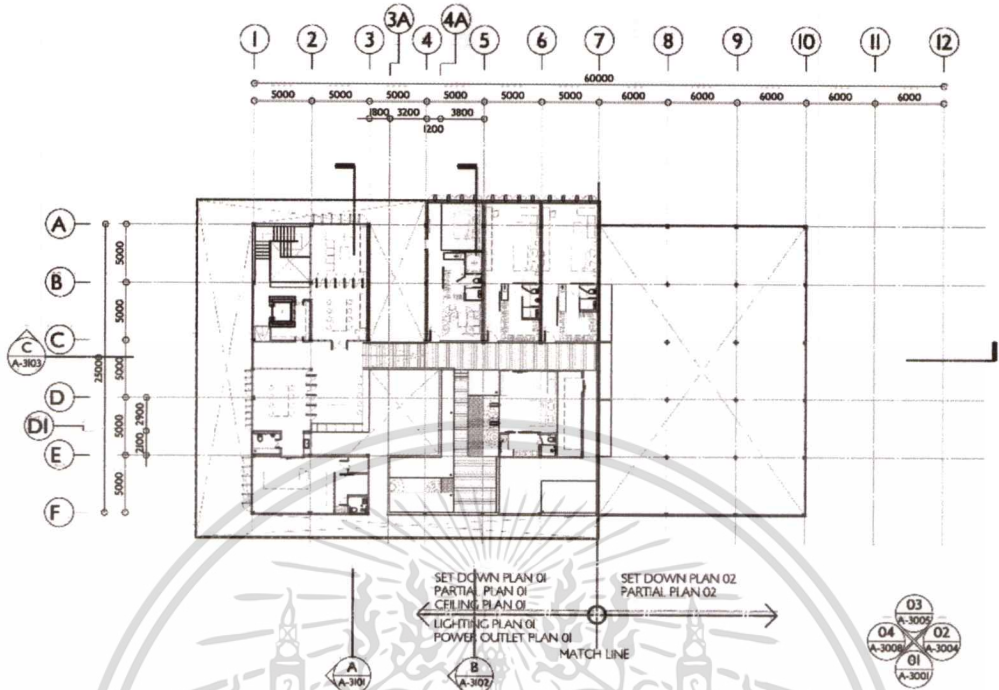 3A 4A
1 2 3 4 5 6 7 8 9 10 11 12
60000
5000 5000 5000 5000 5000 5000 6000 6000 6000 6000 6000
1800 3200 3800
1200
A
5000
B
5000
C
C
A-3103
25000
5000
D
D1
5000
2900
2100
E
5000
F
SET DOWN PLAN 01
PARTIAL PLAN 01
CEILING PLAN 01
LIGHTING PLAN 01
POWER OUTLET PLAN 01
SET DOWN PLAN 02
PARTIAL PLAN 02
MATCH LINE
A
A-3101
B
A-3102
03
A-3005
04
A-3008
02
A-3004
01
A-3001